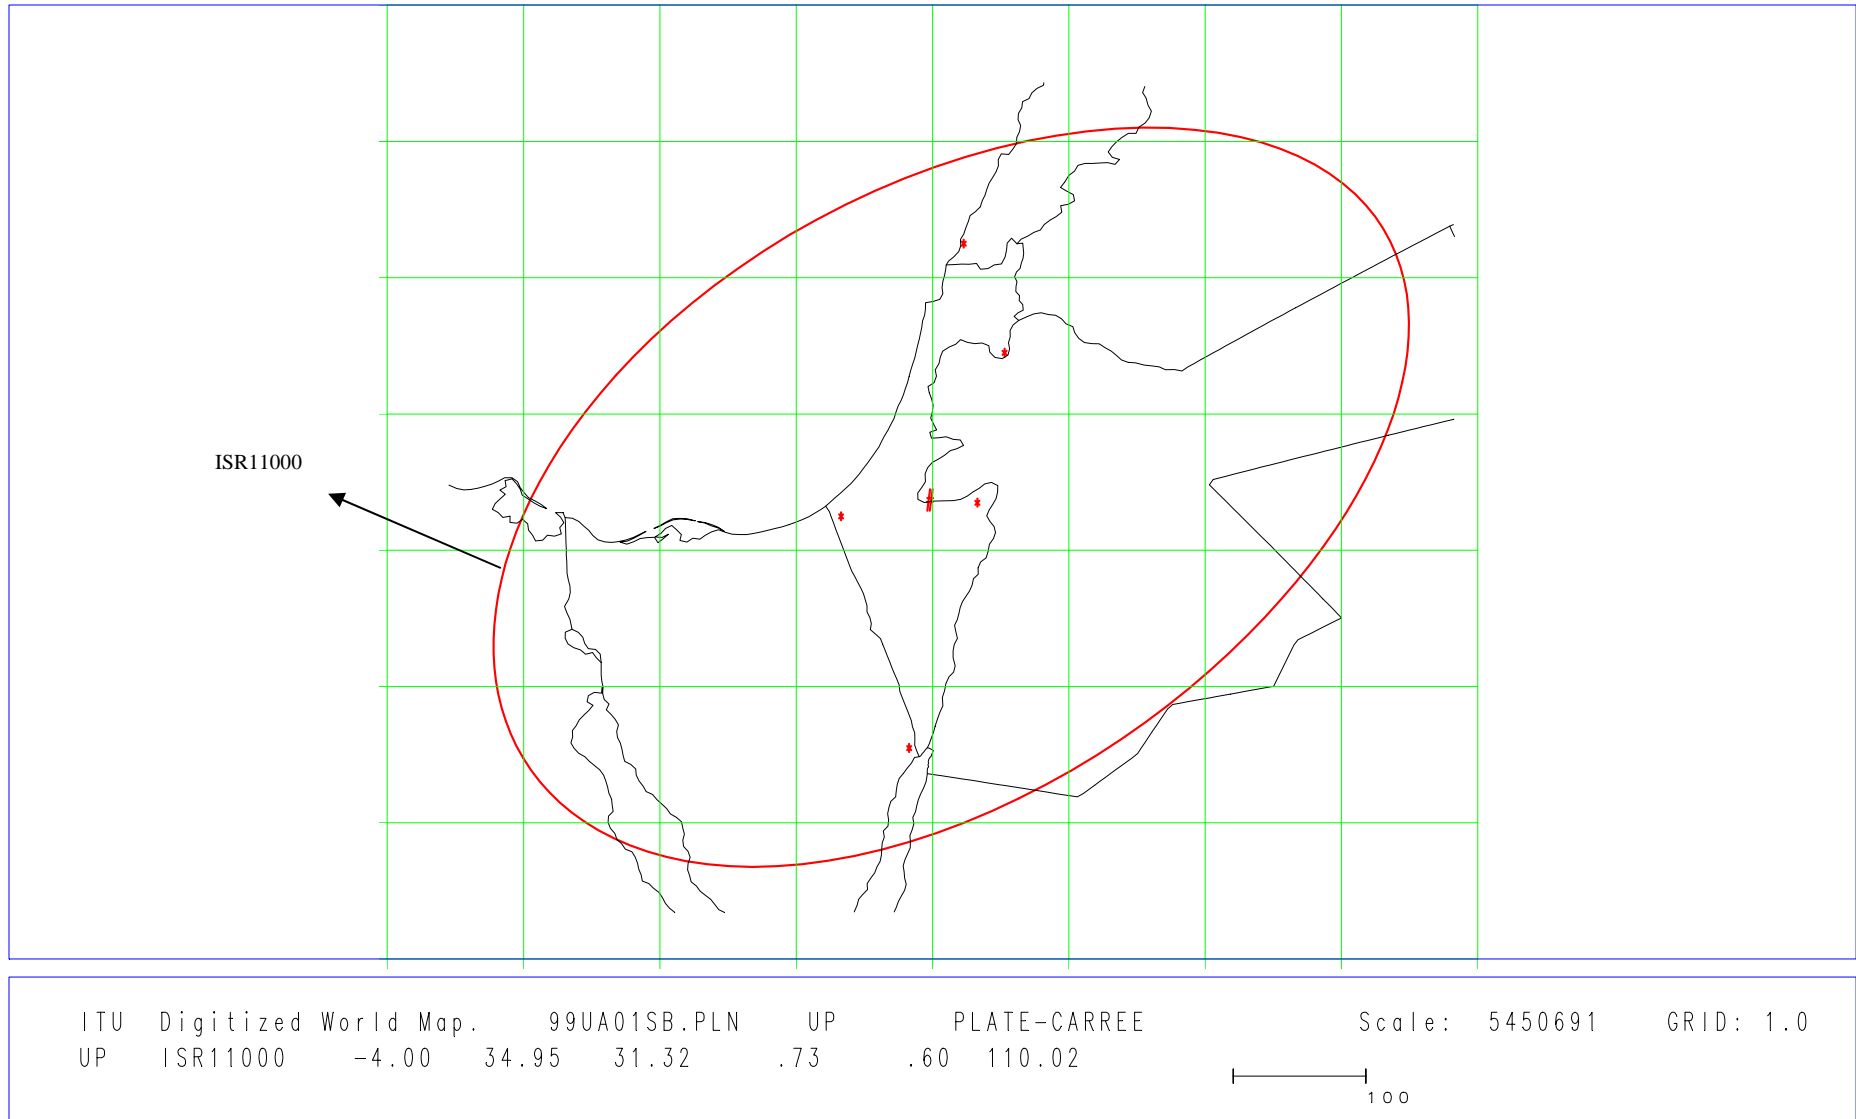 ISR11000
ITU Digitized World Map. 99UA01SB.PLN UP PLATE-CARREE Scale: 5450691 GRID: 1.0
UP ISR11000 -4.00 34.95 31.32 .73 .60 110.02
100